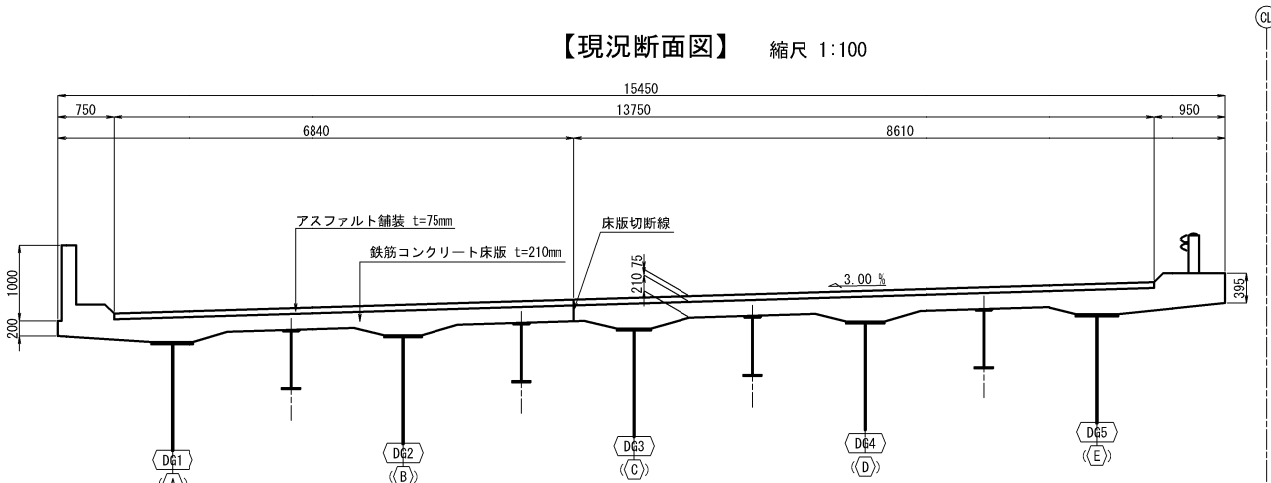 CL
【現況断面図】 縮尺 1:100
15450
750 13750 950
6840 8610
アスファルト舗装 t=75mm
床版切断線
鉄筋コンクリート床版 t=210mm
75
210
3.00 %
1000
200
395
DG1
DG2
DG3
DG4
DG5
(A)
(B)
(C)
(D)
(E)